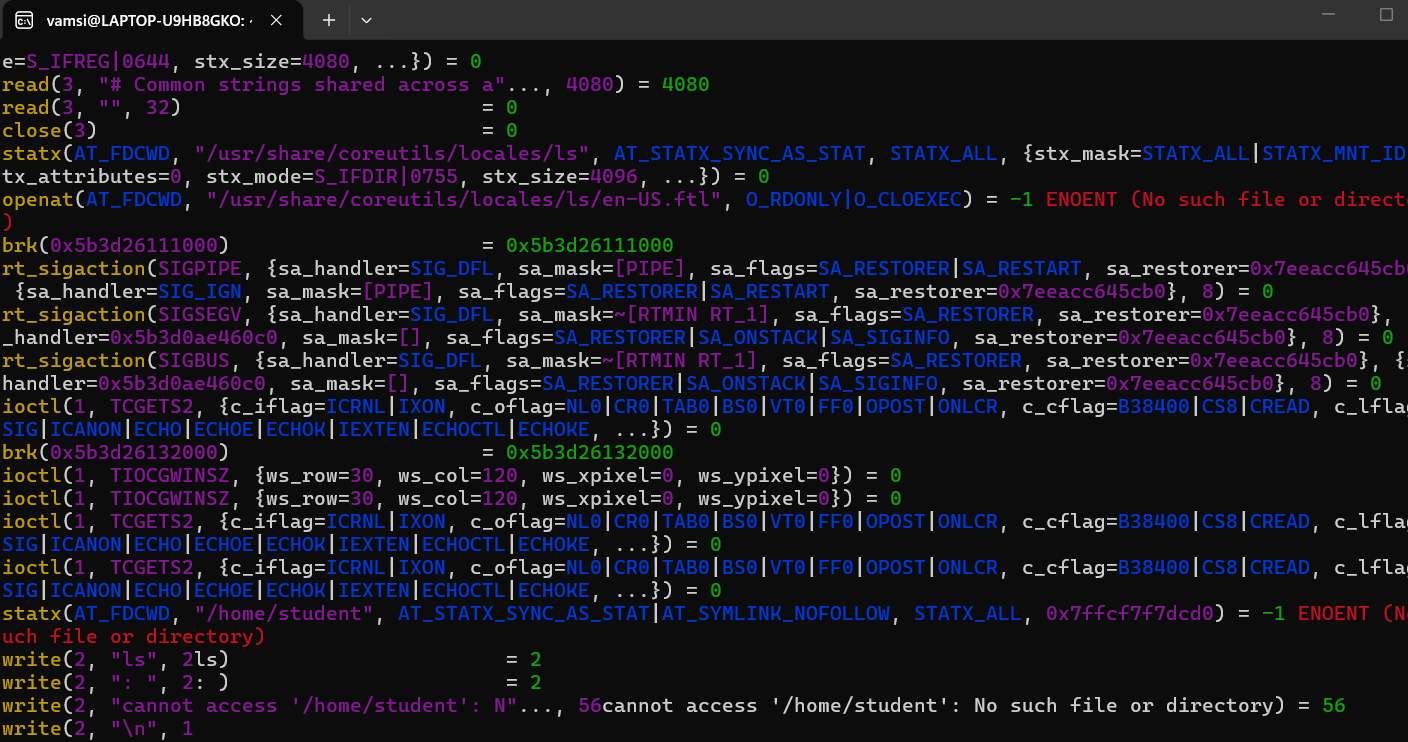 vamsi@LAPTOP-U9HB8GKO: ~
e=S_IFREG|0644, stx_size=4080, ...}) = 0
read(3, "# Common strings shared across a"..., 4080) = 4080
read(3, "", 32)                         = 0
close(3)                                = 0
statx(AT_FDCWD, "/usr/share/coreutils/locales/ls", AT_STATX_SYNC_AS_STAT, STATX_ALL, {stx_mask=STATX_ALL|STATX_MNT_ID
tx_attributes=0, stx_mode=S_IFDIR|0755, stx_size=4096, ...}) = 0
openat(AT_FDCWD, "/usr/share/coreutils/locales/ls/en-US.ftl", O_RDONLY|O_CLOEXEC) = -1 ENOENT (No such file or direct
)
brk(0x5b3d26111000)                     = 0x5b3d26111000
rt_sigaction(SIGPIPE, {sa_handler=SIG_DFL, sa_mask=[PIPE], sa_flags=SA_RESTORER|SA_RESTART, sa_restorer=0x7eeacc645cb
 {sa_handler=SIG_IGN, sa_mask=[PIPE], sa_flags=SA_RESTORER|SA_RESTART, sa_restorer=0x7eeacc645cb0}, 8) = 0
rt_sigaction(SIGSEGV, {sa_handler=SIG_DFL, sa_mask=~[RTMIN RT_1], sa_flags=SA_RESTORER, sa_restorer=0x7eeacc645cb0},
_handler=0x5b3d0ae460c0, sa_mask=[], sa_flags=SA_RESTORER|SA_ONSTACK|SA_SIGINFO, sa_restorer=0x7eeacc645cb0}, 8) = 0
rt_sigaction(SIGBUS, {sa_handler=SIG_DFL, sa_mask=~[RTMIN RT_1], sa_flags=SA_RESTORER, sa_restorer=0x7eeacc645cb0}, {
handler=0x5b3d0ae460c0, sa_mask=[], sa_flags=SA_RESTORER|SA_ONSTACK|SA_SIGINFO, sa_restorer=0x7eeacc645cb0}, 8) = 0
ioctl(1, TCGETS2, {c_iflag=ICRNL|IXON, c_oflag=NL0|CR0|TAB0|BS0|VT0|FF0|OPOST|ONLCR, c_cflag=B38400|CS8|CREAD, c_lfla
SIG|ICANON|ECHO|ECHOE|ECHOK|IEXTEN|ECHOCTL|ECHOKE, ...}) = 0
brk(0x5b3d26132000)                     = 0x5b3d26132000
ioctl(1, TIOCGWINSZ, {ws_row=30, ws_col=120, ws_xpixel=0, ws_ypixel=0}) = 0
ioctl(1, TIOCGWINSZ, {ws_row=30, ws_col=120, ws_xpixel=0, ws_ypixel=0}) = 0
ioctl(1, TCGETS2, {c_iflag=ICRNL|IXON, c_oflag=NL0|CR0|TAB0|BS0|VT0|FF0|OPOST|ONLCR, c_cflag=B38400|CS8|CREAD, c_lfla
SIG|ICANON|ECHO|ECHOE|ECHOK|IEXTEN|ECHOCTL|ECHOKE, ...}) = 0
ioctl(1, TCGETS2, {c_iflag=ICRNL|IXON, c_oflag=NL0|CR0|TAB0|BS0|VT0|FF0|OPOST|ONLCR, c_cflag=B38400|CS8|CREAD, c_lfla
SIG|ICANON|ECHO|ECHOE|ECHOK|IEXTEN|ECHOCTL|ECHOKE, ...}) = 0
statx(AT_FDCWD, "/home/student", AT_STATX_SYNC_AS_STAT|AT_SYMLINK_NOFOLLOW, STATX_ALL, 0x7ffcf7f7dcd0) = -1 ENOENT (N
uch file or directory)
write(2, "ls", 2ls)                       = 2
write(2, ": ", 2: )                       = 2
write(2, "cannot access '/home/student': N"..., 56cannot access '/home/student': No such file or directory) = 56
write(2, "\n", 1